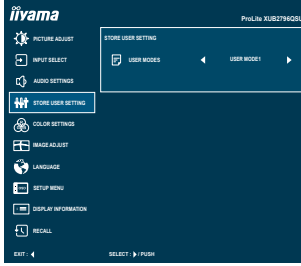 iiyama
ProLite XUB2796QSU
PICTURE ADJUST
INPUT SELECT
AUDIO SETTINGS
STORE USER SETTING
COLOR SETTINGS
IMAGE ADJUST
LANGUAGE
SETUP MENU
DISPLAY INFORMATION
RECALL
STORE USER SETTING
USER MODES
USER MODE1
EXIT :
SELECT : / PUSH